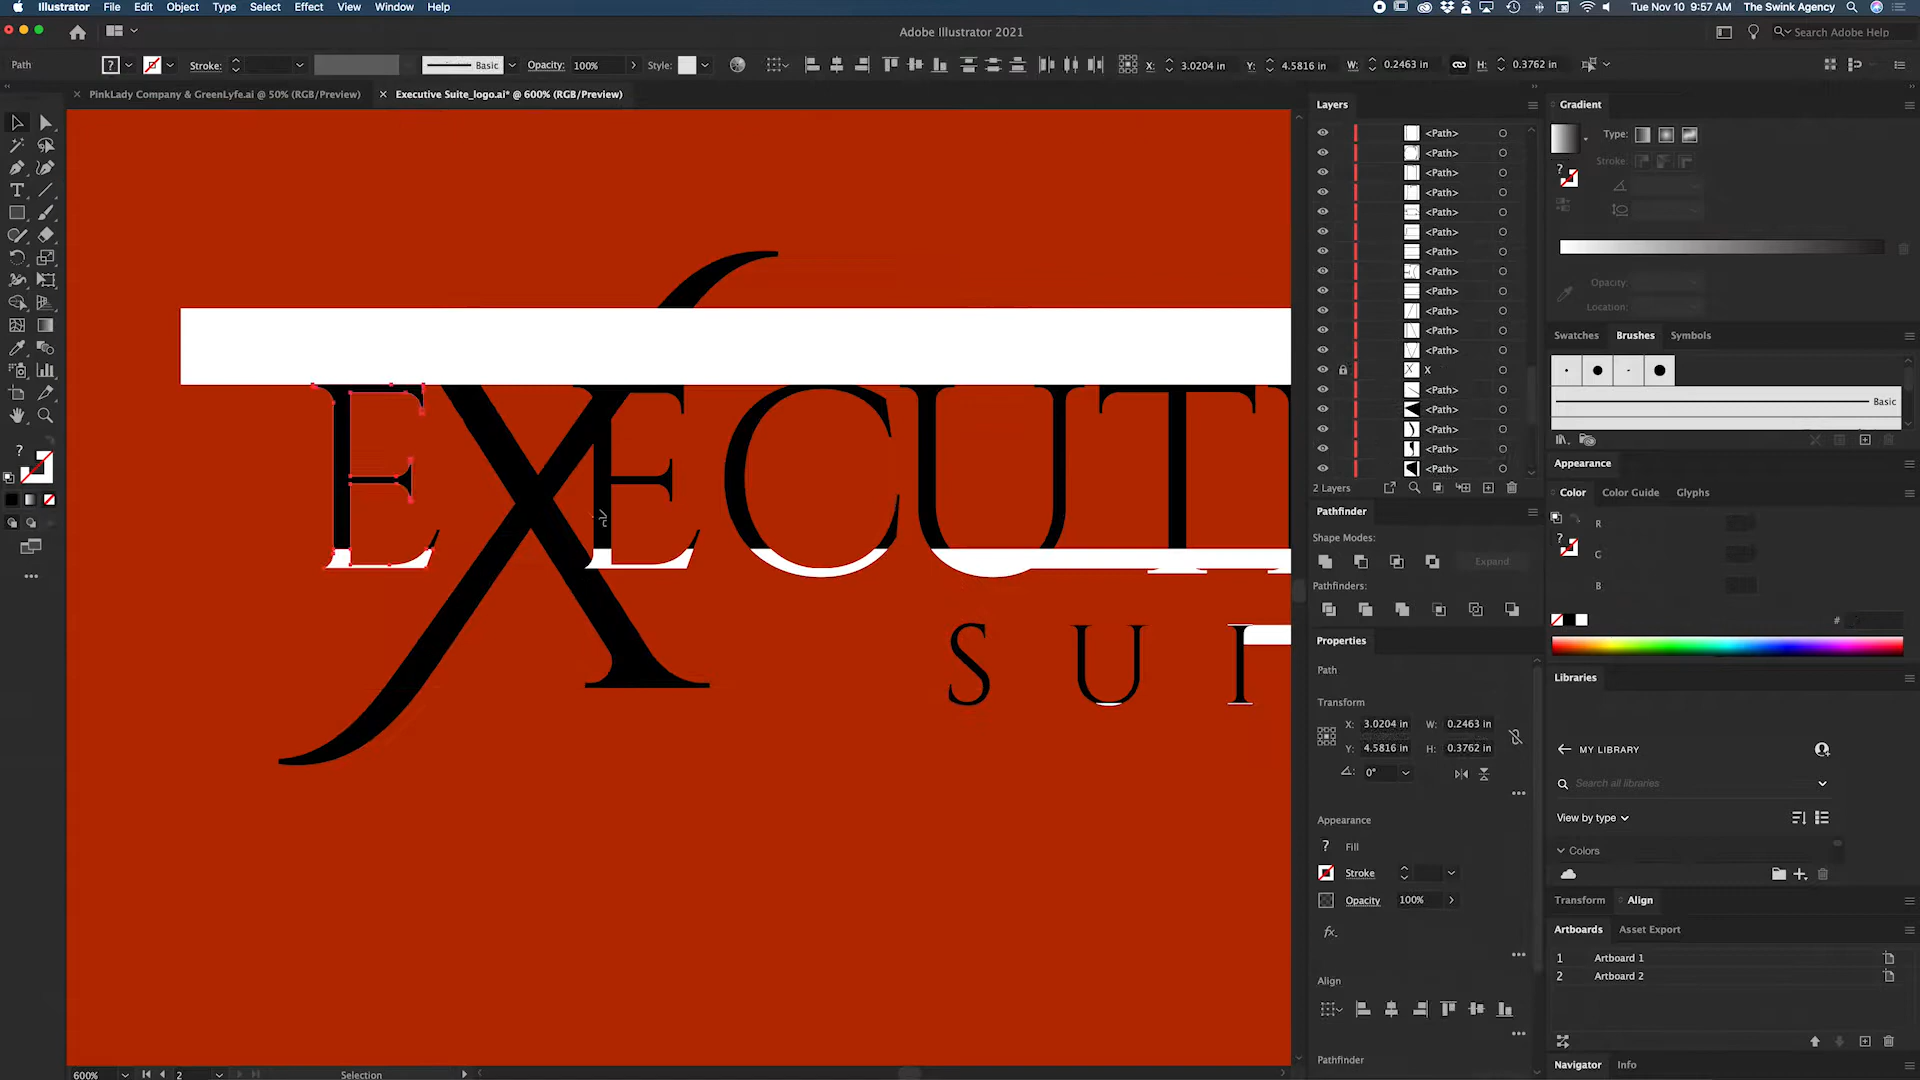 Illustrator File Edit Object Type Select Effect View Window Help
Tue Nov 10 9:57 AM The Swink Agency
Adobe Illustrator 2021
Search Adobe Help
Path
Stroke:
Basic
Opacity: 100%
Style:
X: 3.0204 in Y: 4.5816 in W: 0.2463 in H: 0.3762 in
PinkLady Company & GreenLyfe.ai @ 50% (RGB/Preview)
Executive Suite_logo.ai* @ 600% (RGB/Preview)
EXECUTI
SUI
600%
2
Selection
Layers
<Path>
<Path>
<Path>
<Path>
<Path>
<Path>
<Path>
<Path>
<Path>
<Path>
<Path>
<Path>
X
<Path>
<Path>
<Path>
<Path>
<Path>
2 Layers
Pathfinder
Shape Modes:
Expand
Pathfinders:
Properties
Path
Transform
X: 3.0204 in W: 0.2463 in
Y: 4.5816 in H: 0.3762 in
0°
Appearance
Fill
Stroke
Opacity 100%
fx.
Align
Pathfinder
Gradient
Type:
Stroke:
Opacity:
Location:
Swatches Brushes Symbols
Basic
Appearance
Color Color Guide Glyphs
R
G
B
#
Libraries
MY LIBRARY
Search all libraries
View by type
Colors
Transform Align
Artboards Asset Export
1 Artboard 1
2 Artboard 2
Navigator Info